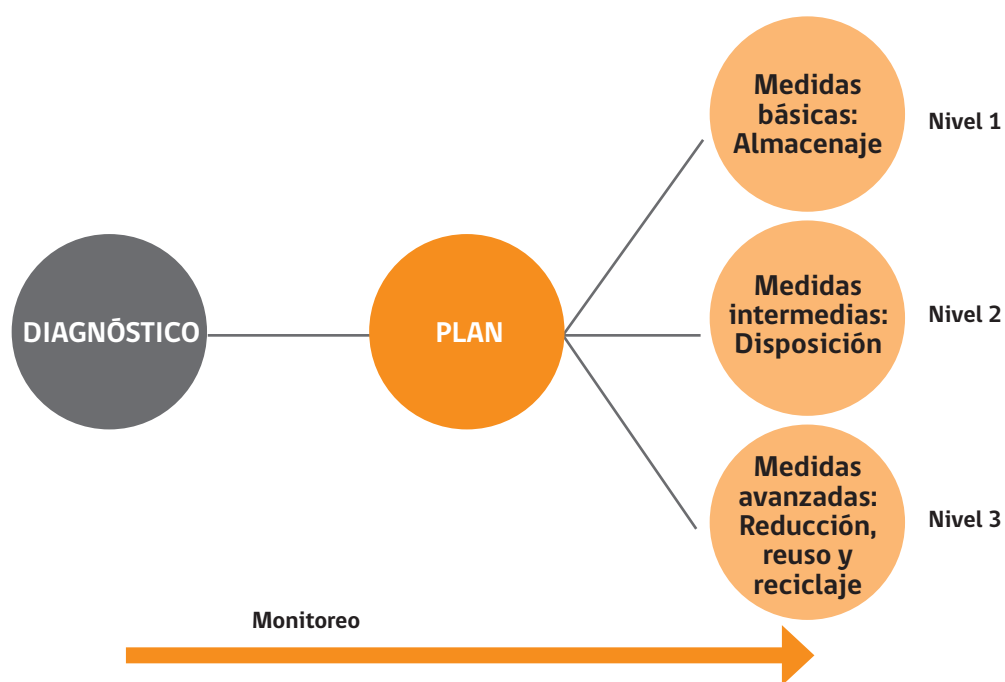 DIAGNÓSTICO
PLAN
Medidas
básicas:
Almacenaje
Nivel 1
Medidas
intermedias:
Disposición
Nivel 2
Medidas
avanzadas:
Reducción,
reuso y
reciclaje
Nivel 3
Monitoreo